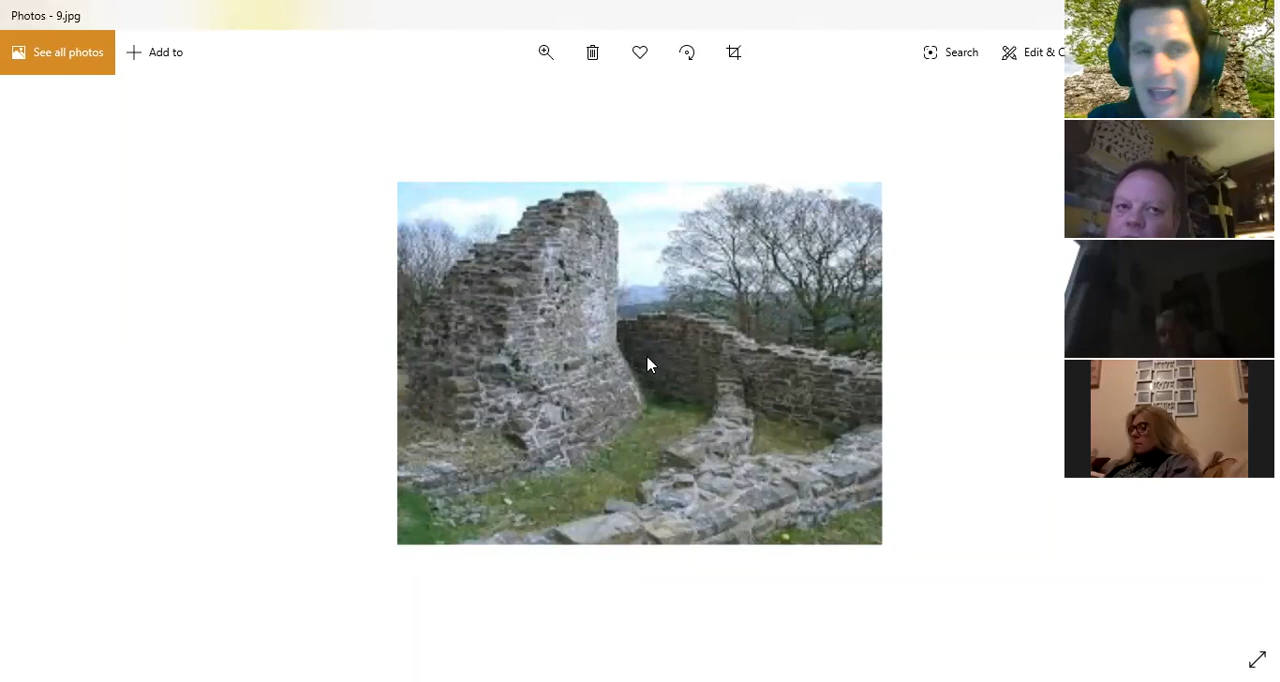 Photos - 9.jpg
See all photos
Add to
Search
Edit & C